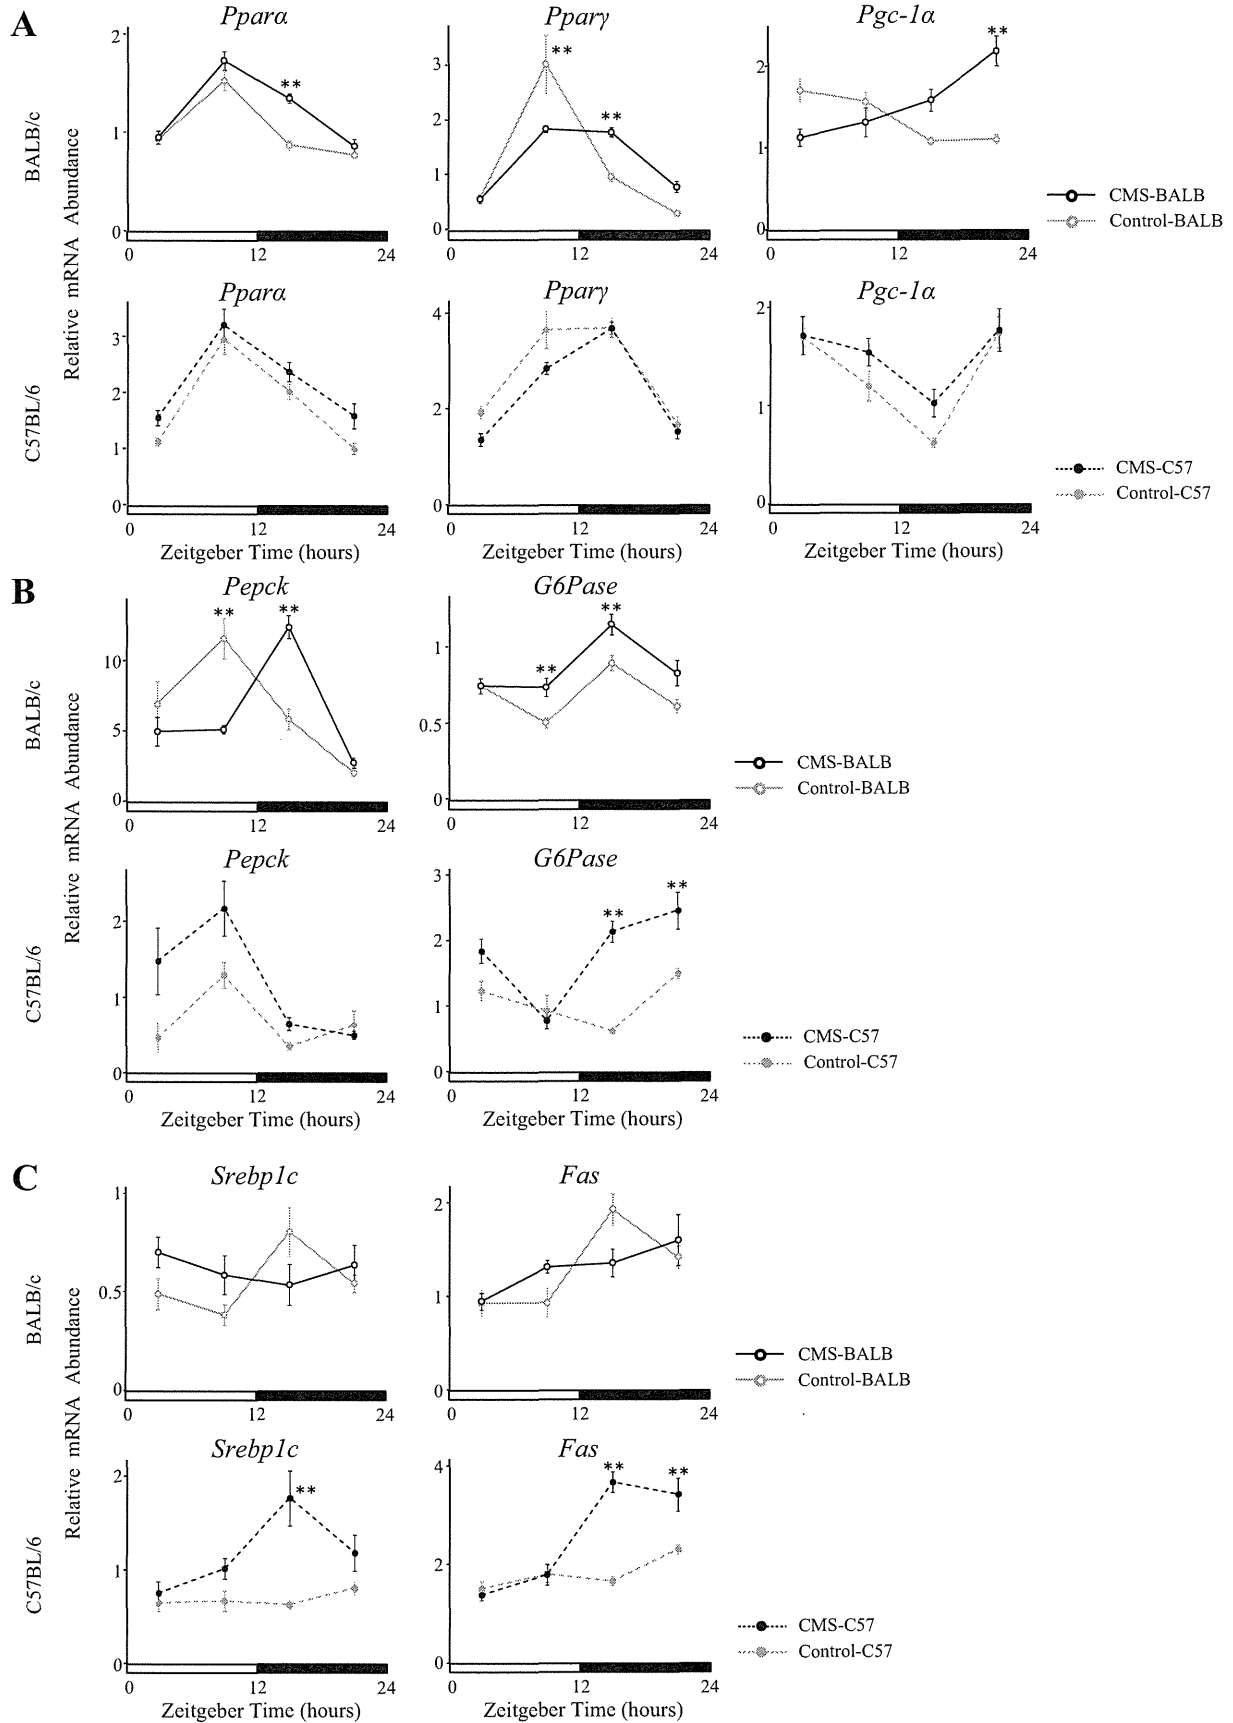 A
Pparα
Pparγ
Pgc-1α
BALB/c
Relative mRNA Abundance
2
1
0
**
0
12
24
3
2
1
0
**
**
0
12
24
2
1
0
**
0
12
24
CMS-BALB
Control-BALB
Pparα
Pparγ
Pgc-1α
C57BL/6
3
2
1
0
0
12
24
Zeitgeber Time (hours)
4
2
0
0
12
24
Zeitgeber Time (hours)
2
1
0
0
12
24
Zeitgeber Time (hours)
CMS-C57
Control-C57
B
Pepck
G6Pase
BALB/c
Relative mRNA Abundance
10
5
0
**
**
0
12
24
1
0.5
0
**
**
0
12
24
CMS-BALB
Control-BALB
Pepck
G6Pase
C57BL/6
2
1
0
0
12
24
Zeitgeber Time (hours)
3
2
1
0
**
**
0
12
24
Zeitgeber Time (hours)
CMS-C57
Control-C57
C
Srebp1c
Fas
BALB/c
Relative mRNA Abundance
1
0.5
0
0
12
24
2
1
0
0
12
24
CMS-BALB
Control-BALB
Srebp1c
Fas
C57BL/6
2
1
0
**
0
12
24
Zeitgeber Time (hours)
4
2
0
**
**
0
12
24
Zeitgeber Time (hours)
CMS-C57
Control-C57